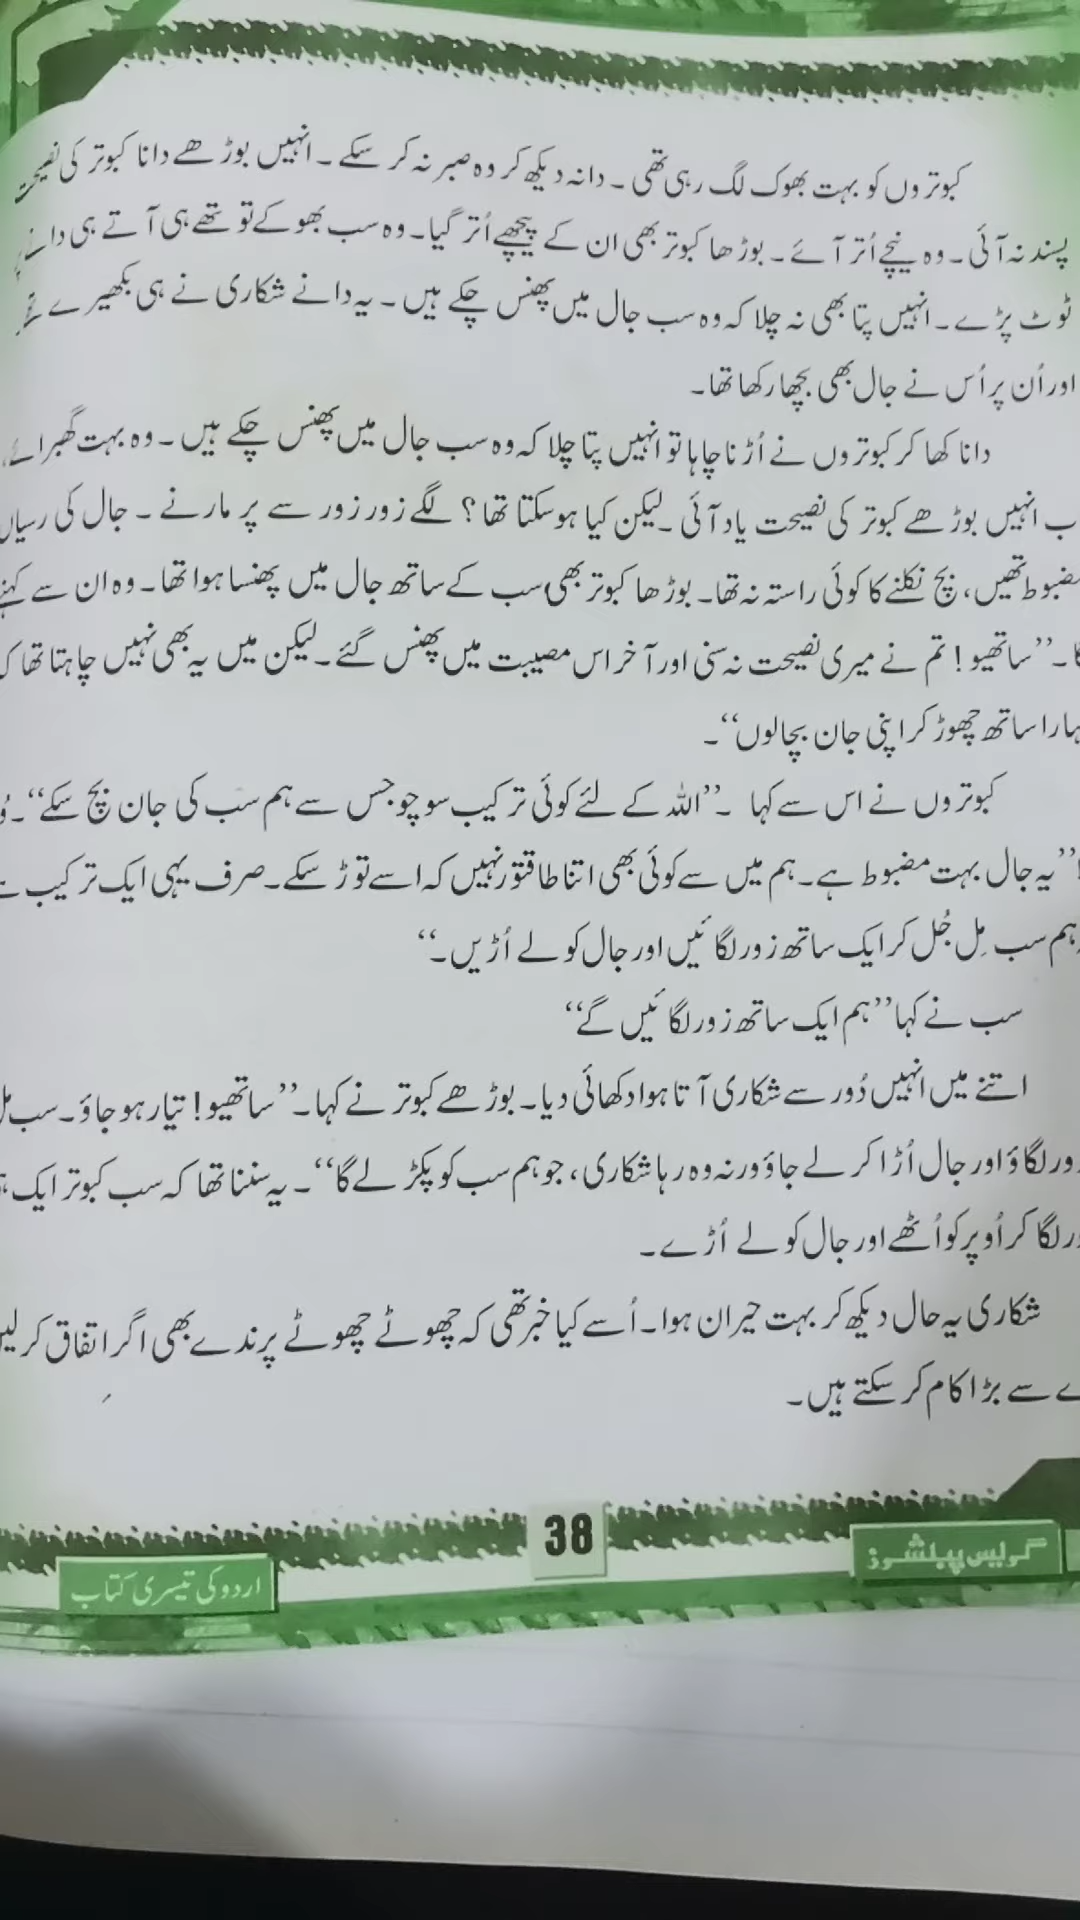 کبوتروں کو بہت بھوک لگ رہی تھی ۔ دانہ دیکھ کر وہ صبر نہ کر سکے ۔ انہیں بوڑھے دانا کبوتر کی نصیحت
پسند نہ آئی ۔ وہ نیچے اُتر آئے ۔ بوڑھا کبوتر بھی ان کے پیچھے اُتر گیا۔ وہ سب بھوکے تو تھے ہی آتے ہی دانے
ٹوٹ پڑے ۔ انہیں پتا بھی نہ چلا کہ وہ سب جال میں پھنس چکے ہیں ۔ یہ دانے شکاری نے ہی بکھیرے
اور اُن پر اُس نے جال بھی بچھا رکھا تھا۔
دانا کھا کر کبوتروں نے اُڑنا چاہا تو انہیں پتا چلا کہ وہ سب جال میں پھنس چکے ہیں ۔ وہ بہت گھبرائے
انہیں بوڑھے کبوتر کی نصیحت یاد آئی ۔ لیکن کیا ہو سکتا تھا ؟ لگے زور زور سے پر مارنے ۔ جال کی رسیاں
تھیں، بچ نکلنے کا کوئی راستہ نہ تھا۔ بوڑھا کبوتر بھی سب کے ساتھ جال میں پھنسا ہوا تھا۔ وہ ان سے کہنے
۔’’ساتھیو ! تم نے میری نصیحت نہ سنی اور آخر اس مصیبت میں پھنس گئے ۔ لیکن میں یہ بھی نہیں چاہتا تھا
ساتھ چھوڑ کر اپنی جان بچالوں‘‘۔
کبوتروں نے اس سے کہا ۔’’اللہ کے لئے کوئی ترکیب سوچو جس سے ہم سب کی جان بچ سکے‘‘۔
’’یہ جال بہت مضبوط ہے۔ ہم میں سے کوئی بھی اتنا طاقتور نہیں کہ اسے توڑ سکے۔ صرف یہی ایک ترکیب
ہم سب مِل جُل کر ایک ساتھ زور لگائیں اور جال کو لے اُڑیں۔‘‘
سب نے کہا’’ہم ایک ساتھ زور لگائیں گے‘‘
اتنے میں انہیں دُور سے شکاری آتا ہوا دکھائی دیا۔ بوڑھے کبوتر نے کہا۔’’ساتھیو! تیار ہو جاؤ۔ سب
لگاؤ اور جال اُڑا کر لے جاؤ ورنہ وہ رہا شکاری، جو ہم سب کو پکڑ لے گا‘‘۔ یہ سننا تھا کہ سب کبوتر ایک
لگا کر اُوپر کو اُٹھے اور جال کو لے اُڑے ۔
شکاری یہ حال دیکھ کر بہت حیران ہوا۔ اُسے کیا خبر تھی کہ چھوٹے چھوٹے پرندے بھی اگر اتفاق کر
سے بڑا کام کر سکتے ہیں۔
38
گولیس پبلشرز
اردو کی تیسری کتاب